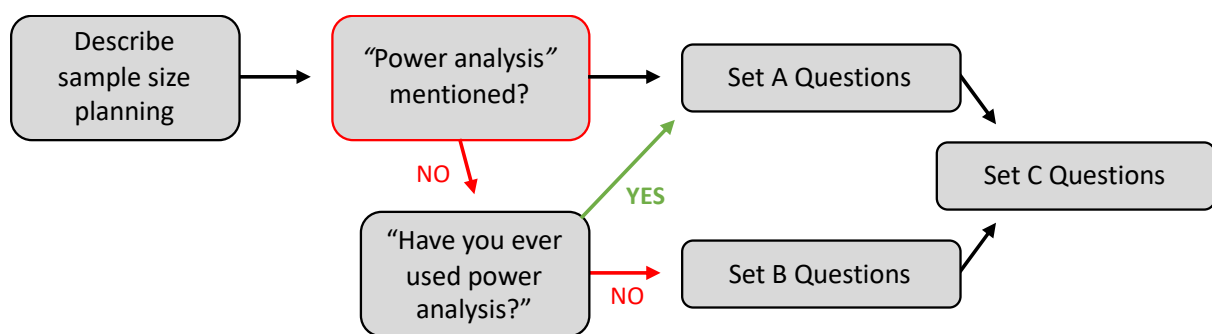 Describe
sample size
planning
“Power analysis”
mentioned?
Set A Questions
Set C Questions
NO
YES
“Have you ever
used power
analysis?”
NO
Set B Questions